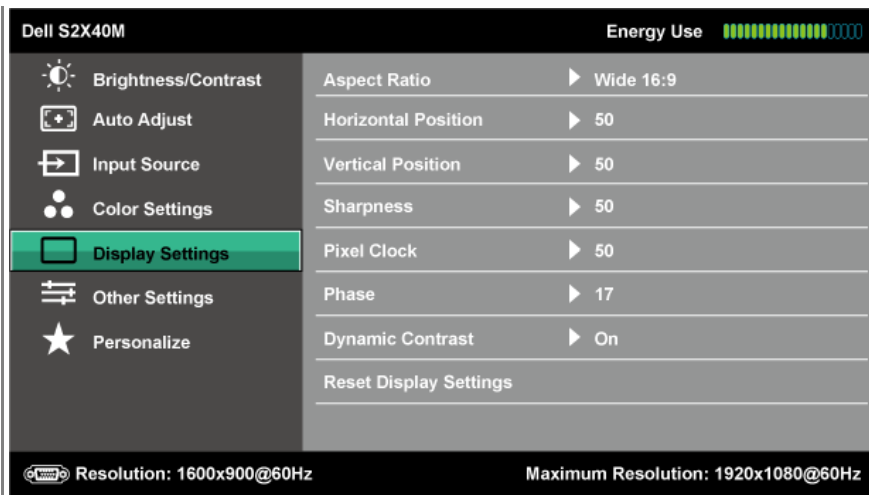 Dell S2X40M Energy Use
Brightness/Contrast
Auto Adjust
Input Source
Color Settings
Display Settings
Other Settings
Personalize
Aspect Ratio Wide 16:9
Horizontal Position 50
Vertical Position 50
Sharpness 50
Pixel Clock 50
Phase 17
Dynamic Contrast On
Reset Display Settings
Resolution: 1600x900@60Hz Maximum Resolution: 1920x1080@60Hz